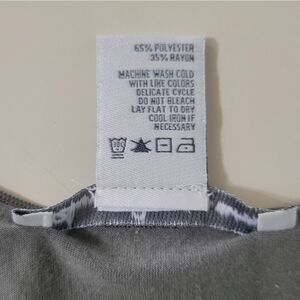 65% POLYESTER
35% RAYON
MACHINE WASH COLD
WITH LIKE COLORS
DELICATE CYCLE
DO NOT BLEACH
LAY FLAT TO DRY
COOL IRON IF
NECESSARY